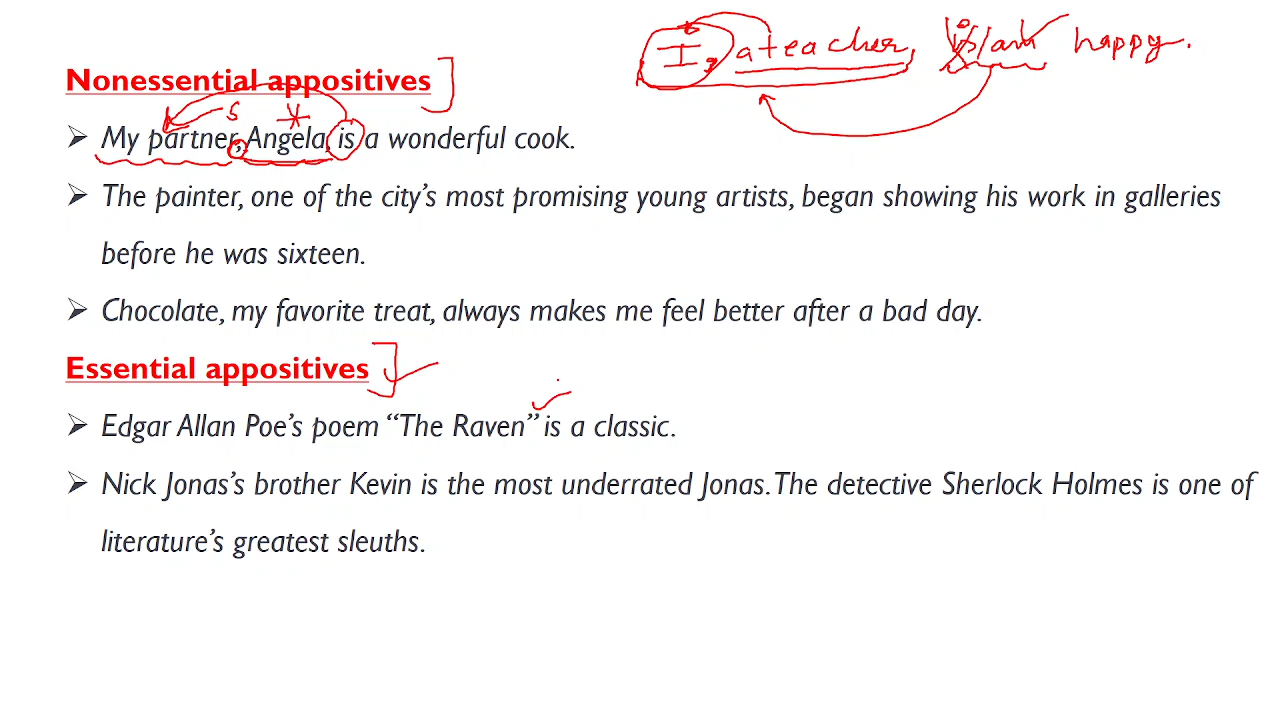 I, a teacher, is/am happy.
Nonessential appositives
S
➢ My partner, Angela, is a wonderful cook.
➢ The painter, one of the city’s most promising young artists, began showing his work in galleries
before he was sixteen.
➢ Chocolate, my favorite treat, always makes me feel better after a bad day.
Essential appositives
➢ Edgar Allan Poe’s poem “The Raven” is a classic.
➢ Nick Jonas’s brother Kevin is the most underrated Jonas. The detective Sherlock Holmes is one of
literature’s greatest sleuths.